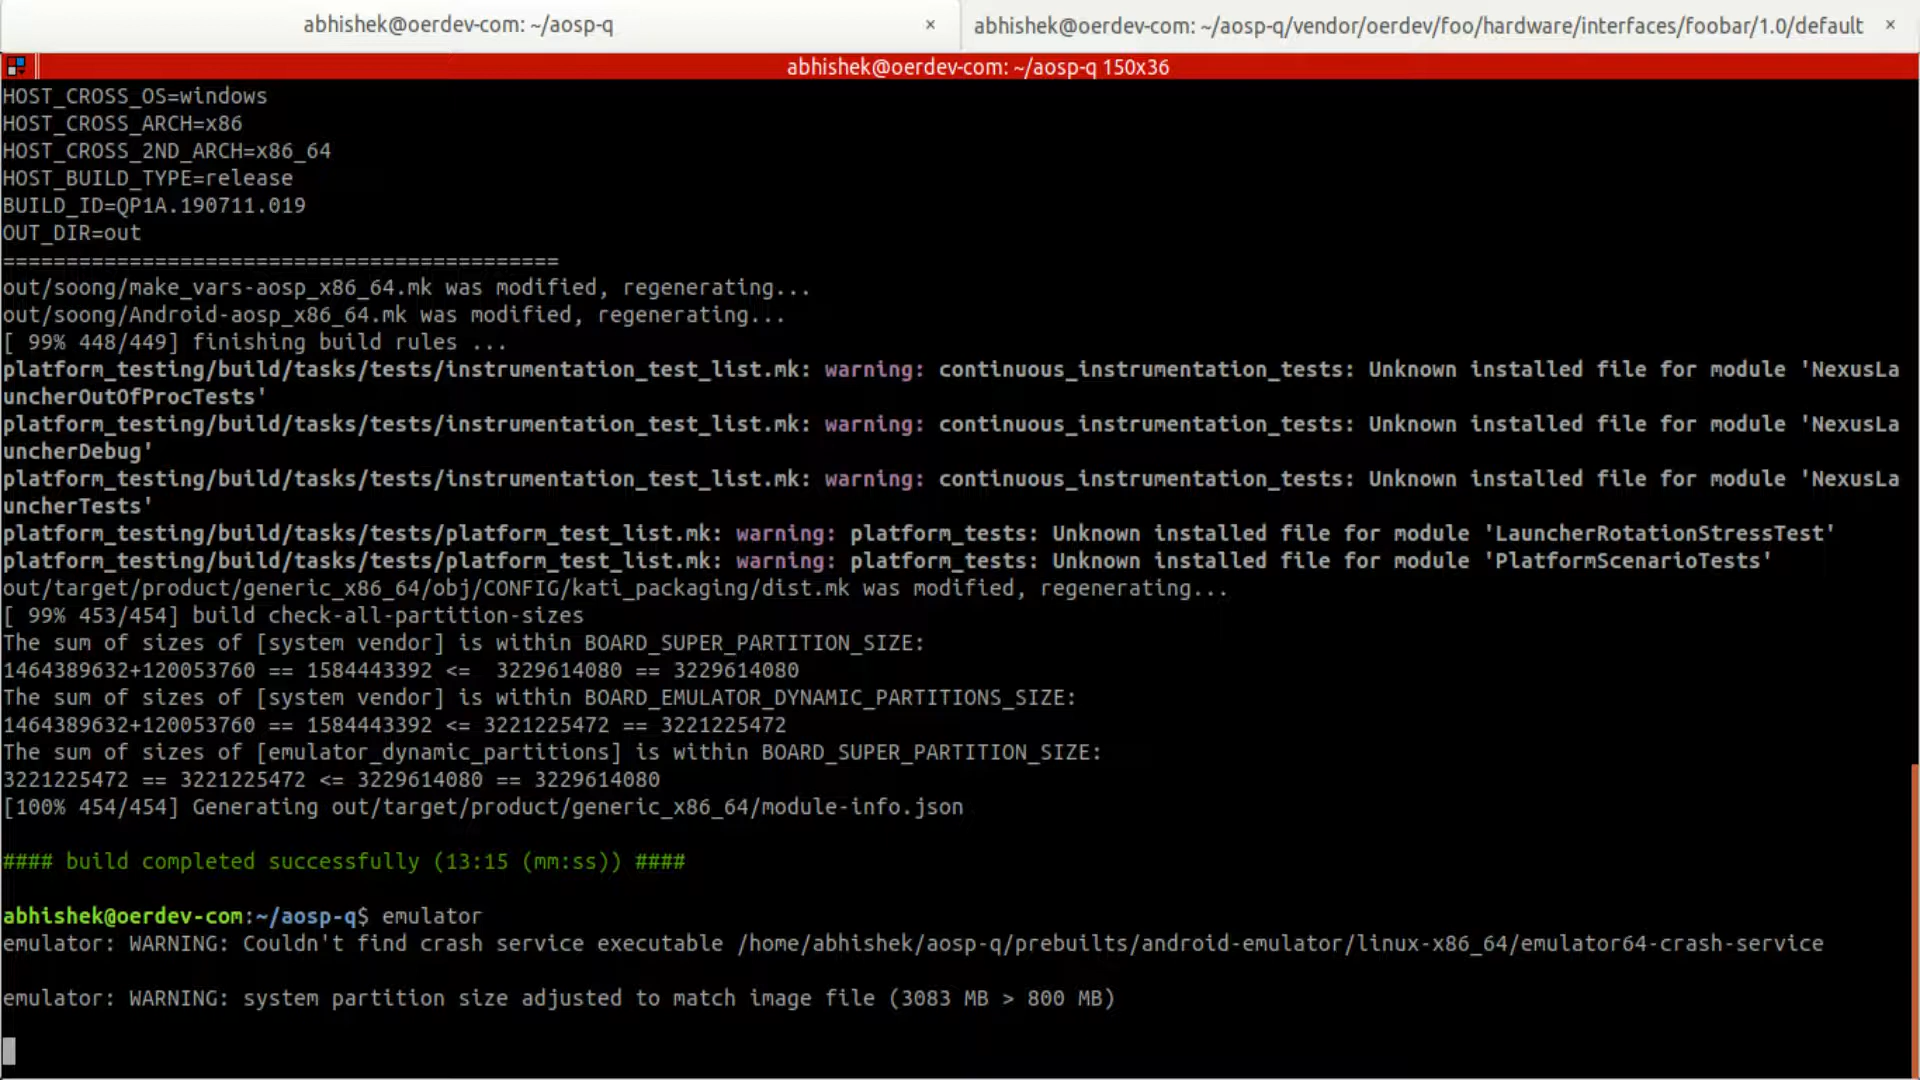 abhishek@oerdev-com: ~/aosp-q × abhishek@oerdev-com: ~/aosp-q/vendor/oerdev/foo/hardware/interfaces/foobar/1.0/default ×
abhishek@oerdev-com: ~/aosp-q 150x36
HOST_CROSS_OS=windows
HOST_CROSS_ARCH=x86
HOST_CROSS_2ND_ARCH=x86_64
HOST_BUILD_TYPE=release
BUILD_ID=QP1A.190711.019
OUT_DIR=out
============================================
out/soong/make_vars-aosp_x86_64.mk was modified, regenerating...
out/soong/Android-aosp_x86_64.mk was modified, regenerating...
[ 99% 448/449] finishing build rules ...
platform_testing/build/tasks/tests/instrumentation_test_list.mk: warning: continuous_instrumentation_tests: Unknown installed file for module 'NexusLa
uncherOutOfProcTests'
platform_testing/build/tasks/tests/instrumentation_test_list.mk: warning: continuous_instrumentation_tests: Unknown installed file for module 'NexusLa
uncherDebug'
platform_testing/build/tasks/tests/instrumentation_test_list.mk: warning: continuous_instrumentation_tests: Unknown installed file for module 'NexusLa
uncherTests'
platform_testing/build/tasks/tests/platform_test_list.mk: warning: platform_tests: Unknown installed file for module 'LauncherRotationStressTest'
platform_testing/build/tasks/tests/platform_test_list.mk: warning: platform_tests: Unknown installed file for module 'PlatformScenarioTests'
out/target/product/generic_x86_64/obj/CONFIG/kati_packaging/dist.mk was modified, regenerating...
[ 99% 453/454] build check-all-partition-sizes
The sum of sizes of [system vendor] is within BOARD_SUPER_PARTITION_SIZE:
1464389632+120053760 == 1584443392 <=  3229614080 == 3229614080
The sum of sizes of [system vendor] is within BOARD_EMULATOR_DYNAMIC_PARTITIONS_SIZE:
1464389632+120053760 == 1584443392 <= 3221225472 == 3221225472
The sum of sizes of [emulator_dynamic_partitions] is within BOARD_SUPER_PARTITION_SIZE:
3221225472 == 3221225472 <= 3229614080 == 3229614080
[100% 454/454] Generating out/target/product/generic_x86_64/module-info.json
#### build completed successfully (13:15 (mm:ss)) ####
abhishek@oerdev-com:~/aosp-q$ emulator
emulator: WARNING: Couldn't find crash service executable /home/abhishek/aosp-q/prebuilts/android-emulator/linux-x86_64/emulator64-crash-service
emulator: WARNING: system partition size adjusted to match image file (3083 MB > 800 MB)